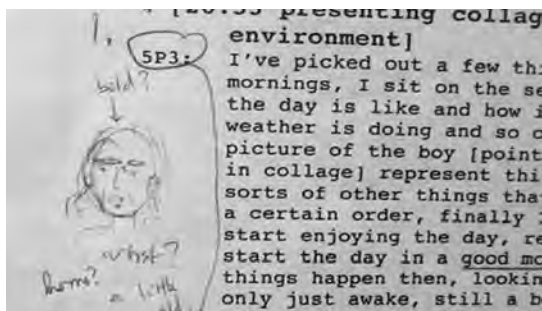 [20:55 presenting collag
environment]
1.
5P3:
I've picked out a few thi
mornings, I sit on the se
the day is like and how i
weather is doing and so o
picture of the boy [point
in collage] represent thi
sorts of other things tha
a certain order, finally I
start enjoying the day, re
start the day in a good mo
things happen then, lookin
only just awake, still a b
bold?
what?
home?
a little